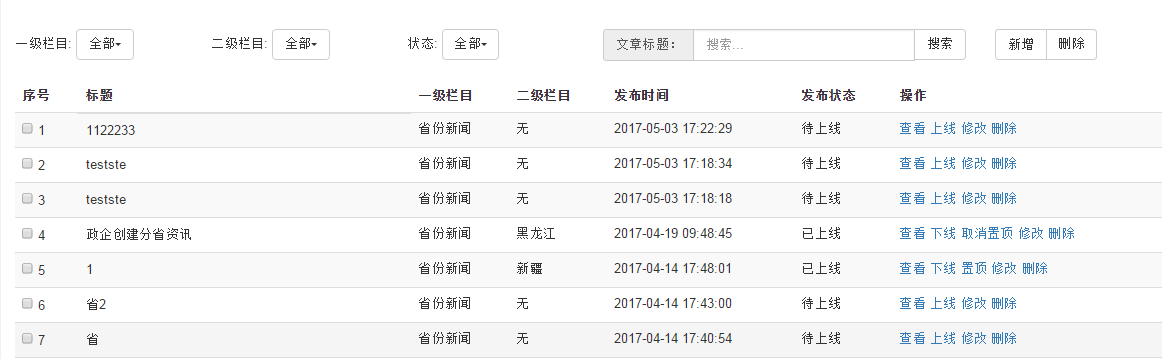 一级栏目: 全部 二级栏目: 全部 状态: 全部 文章标题： 搜索... 搜索 新增 删除
序号 标题 一级栏目 二级栏目 发布时间 发布状态 操作
1 1122233 省份新闻 无 2017-05-03 17:22:29 待上线 查看 上线 修改 删除
2 testste 省份新闻 无 2017-05-03 17:18:34 待上线 查看 上线 修改 删除
3 testste 省份新闻 无 2017-05-03 17:18:18 待上线 查看 上线 修改 删除
4 政企创建分省资讯 省份新闻 黑龙江 2017-04-19 09:48:45 已上线 查看 下线 取消置顶 修改 删除
5 1 省份新闻 新疆 2017-04-14 17:48:01 已上线 查看 下线 置顶 修改 删除
6 省2 省份新闻 无 2017-04-14 17:43:00 待上线 查看 上线 修改 删除
7 省 省份新闻 无 2017-04-14 17:40:54 待上线 查看 上线 修改 删除